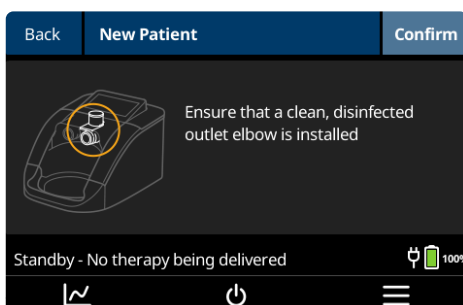 Back New Patient Confirm
Ensure that a clean, disinfected
outlet elbow is installed
Standby - No therapy being delivered 100%